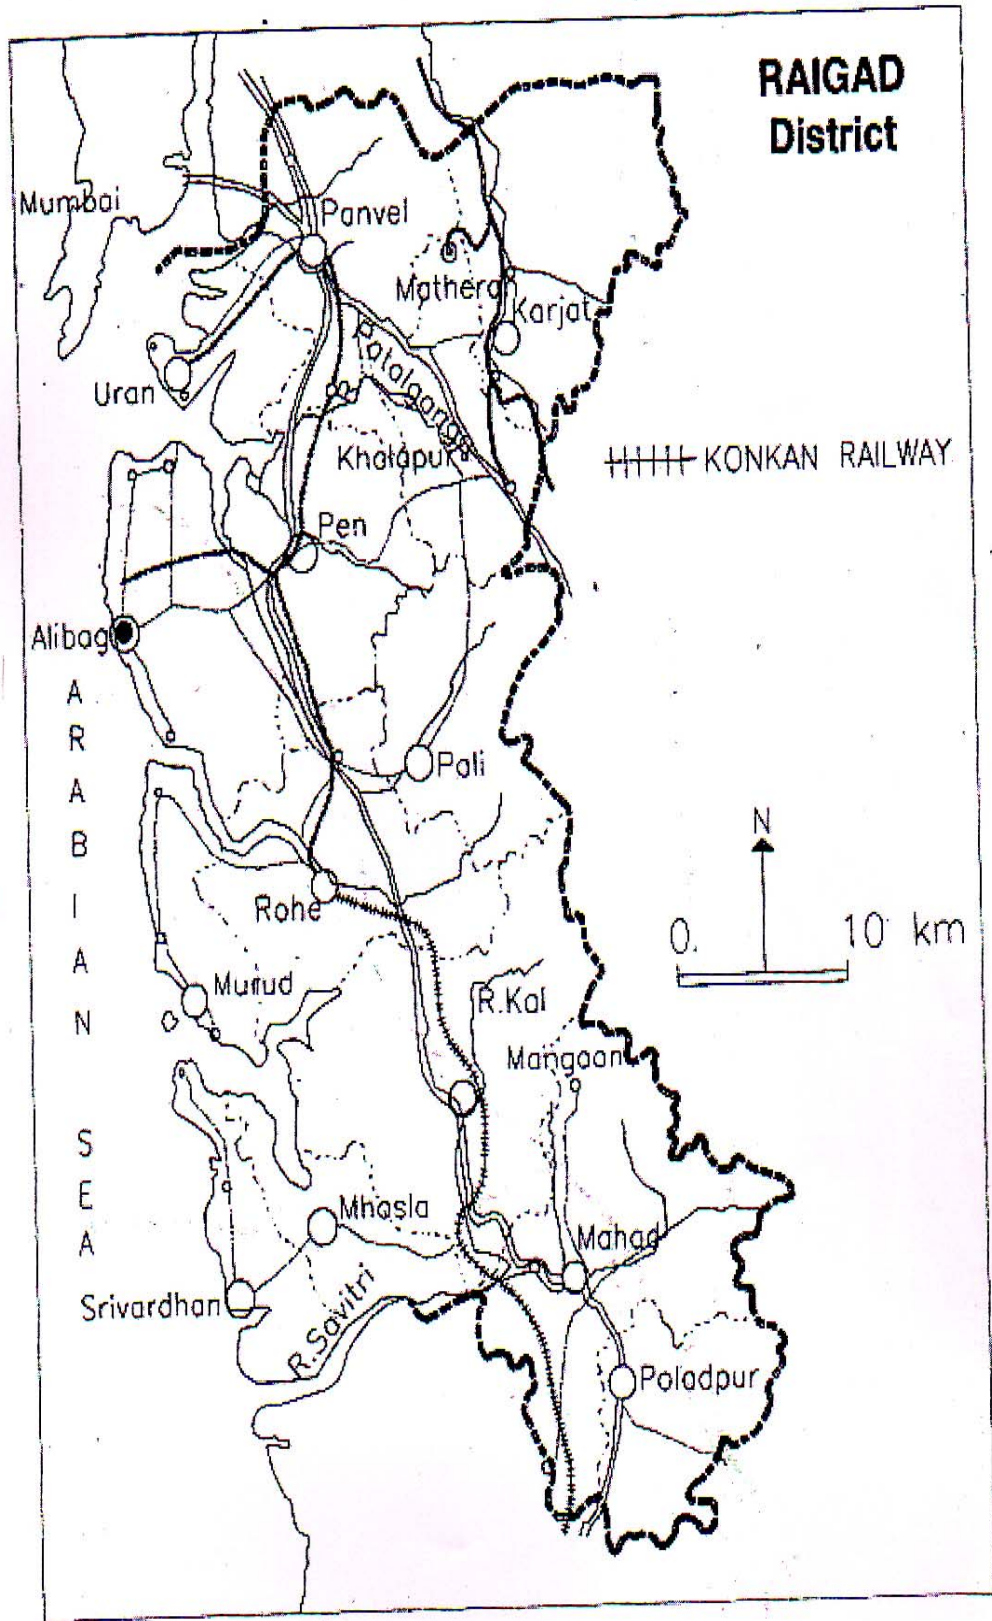 RAIGAD
District
Mumbai
Panvel
Matheran
Karjat
Patalganga
Uran
Khalapur
KONKAN RAILWAY
Pen
Alibag
ARABIAN SEA
Pali
N
0. 10 km
Rohe
Murud
R.Kal
Mangaon
Mhasla
Mahad
Srivardhan
R.Savitri
Poladpur